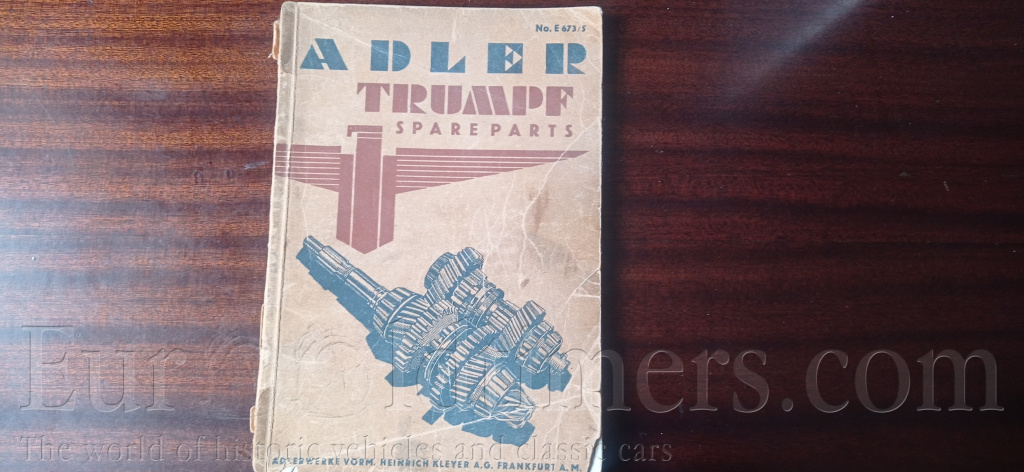 No. E 673/5
ADLER
TRUMPF
SPARE PARTS
ADLERWERKE VORM. HEINRICH KLEYER A.G. FRANKFURT A.M.
The world of historic vehicles and classic cars